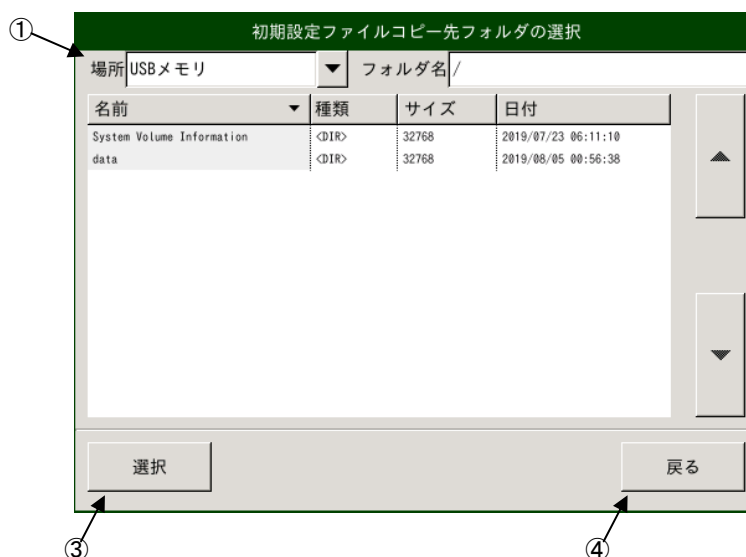 ①
初期設定ファイルコピー先フォルダの選択
場所 USBメモリ ▼ フォルダ名 /
名前 ▼ 種類 サイズ 日付
System Volume Information <DIR> 32768 2019/07/23 06:11:10
data <DIR> 32768 2019/08/05 00:56:38
選択 戻る
③ ④